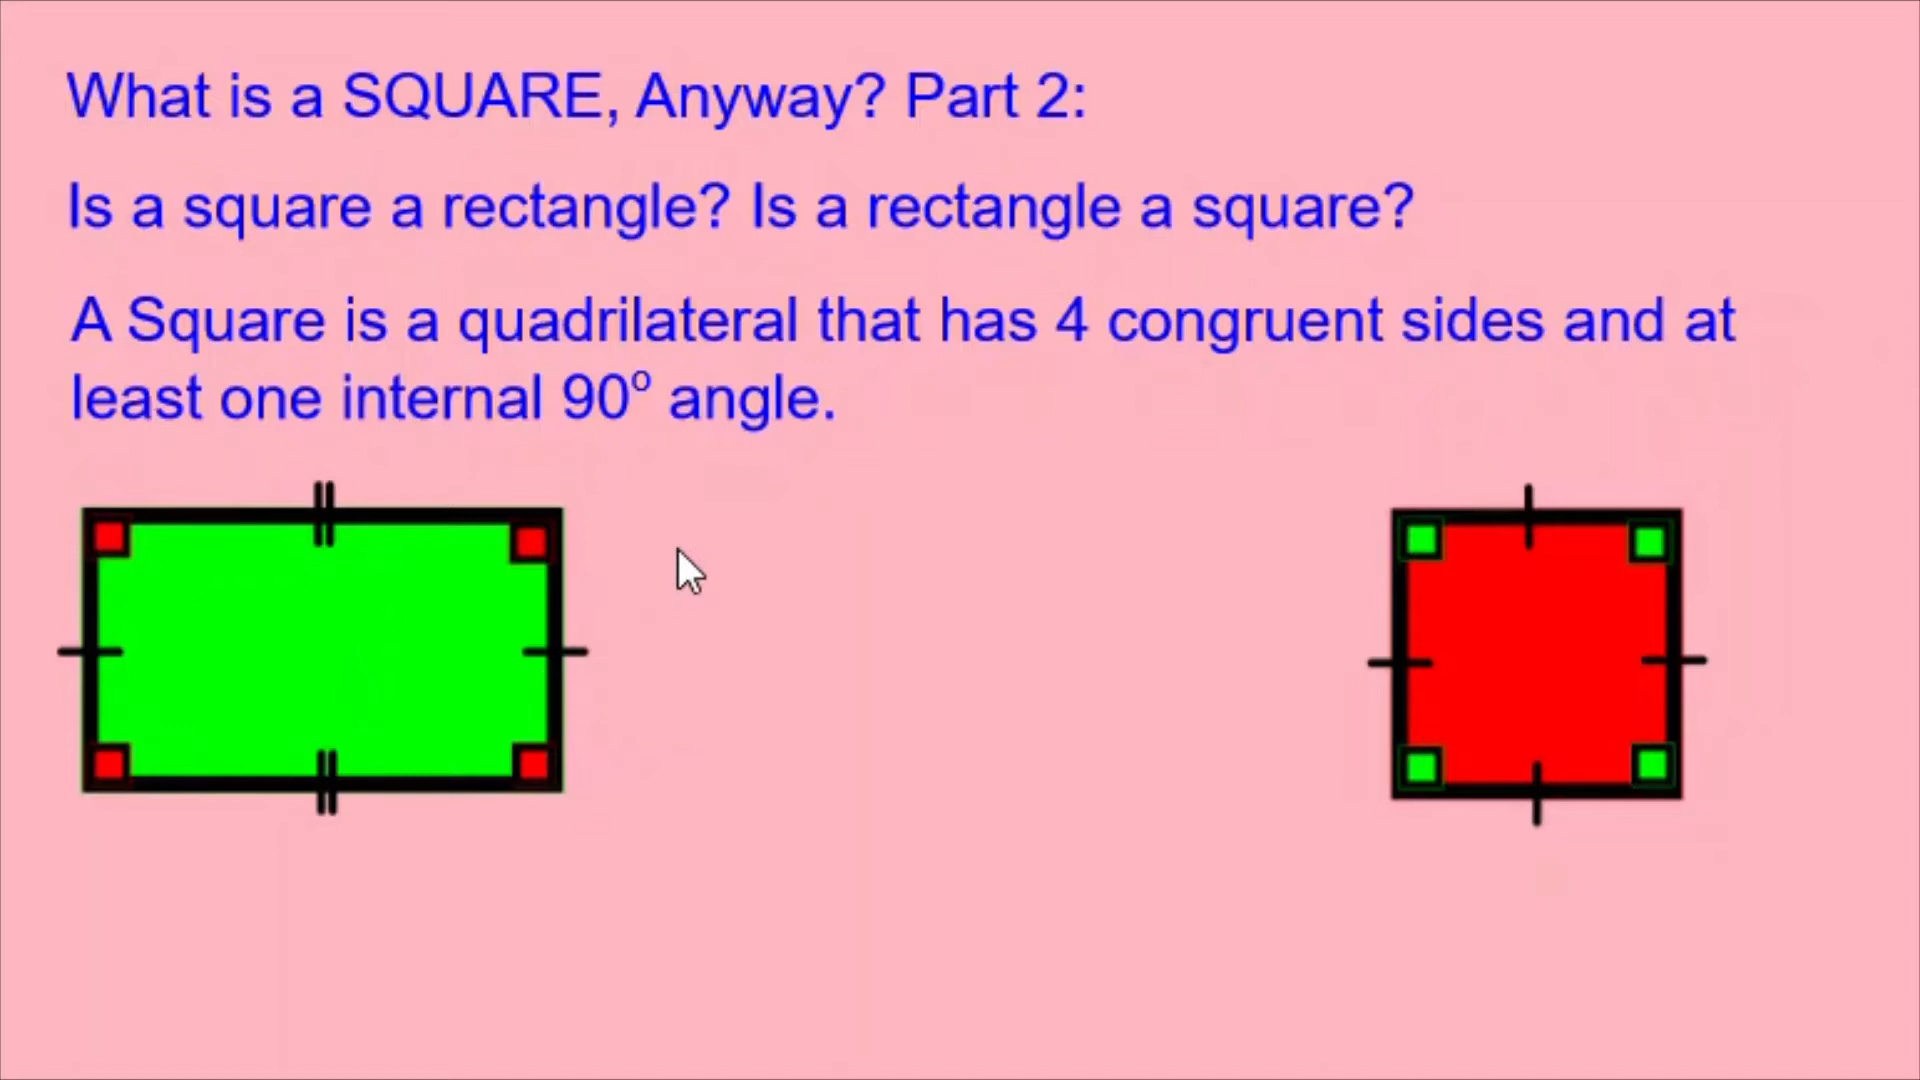 What is a SQUARE, Anyway? Part 2:
Is a square a rectangle? Is a rectangle a square?
A Square is a quadrilateral that has 4 congruent sides and at
least one internal 90º angle.